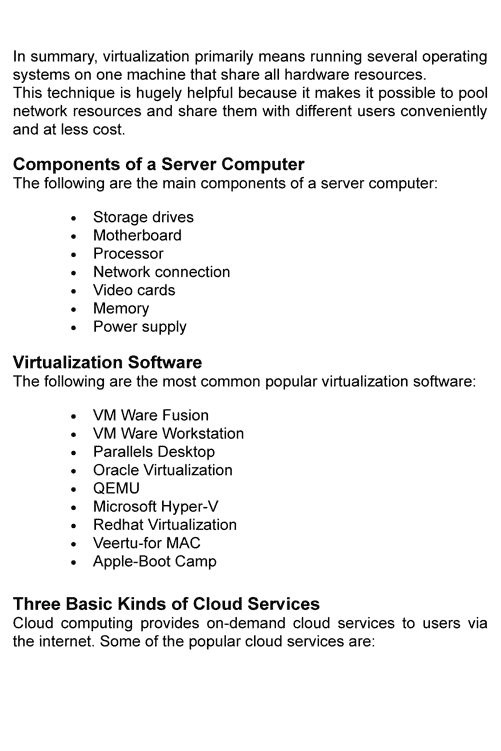 In summary, virtualization primarily means running several operating
systems on one machine that share all hardware resources.
This technique is hugely helpful because it makes it possible to pool
network resources and share them with different users conveniently
and at less cost.
Components of a Server Computer
The following are the main components of a server computer:
• Storage drives
• Motherboard
• Processor
• Network connection
• Video cards
• Memory
• Power supply
Virtualization Software
The following are the most common popular virtualization software:
• VM Ware Fusion
• VM Ware Workstation
• Parallels Desktop
• Oracle Virtualization
• QEMU
• Microsoft Hyper-V
• Redhat Virtualization
• Veertu-for MAC
• Apple-Boot Camp
Three Basic Kinds of Cloud Services
Cloud computing provides on-demand cloud services to users via
the internet. Some of the popular cloud services are: